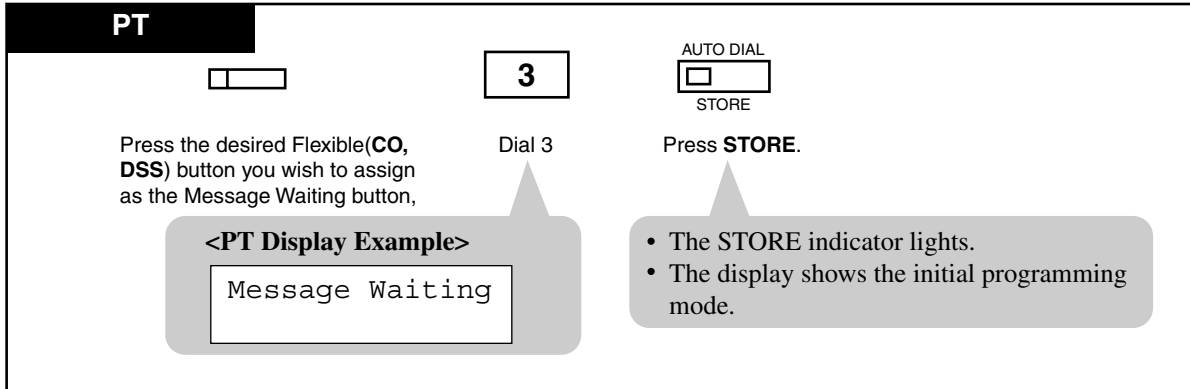 PT
3
AUTO DIAL
STORE
Press the desired Flexible(CO,
DSS) button you wish to assign
as the Message Waiting button,
Dial 3
Press STORE.
<PT Display Example>
Message Waiting
• The STORE indicator lights.
• The display shows the initial programming
mode.